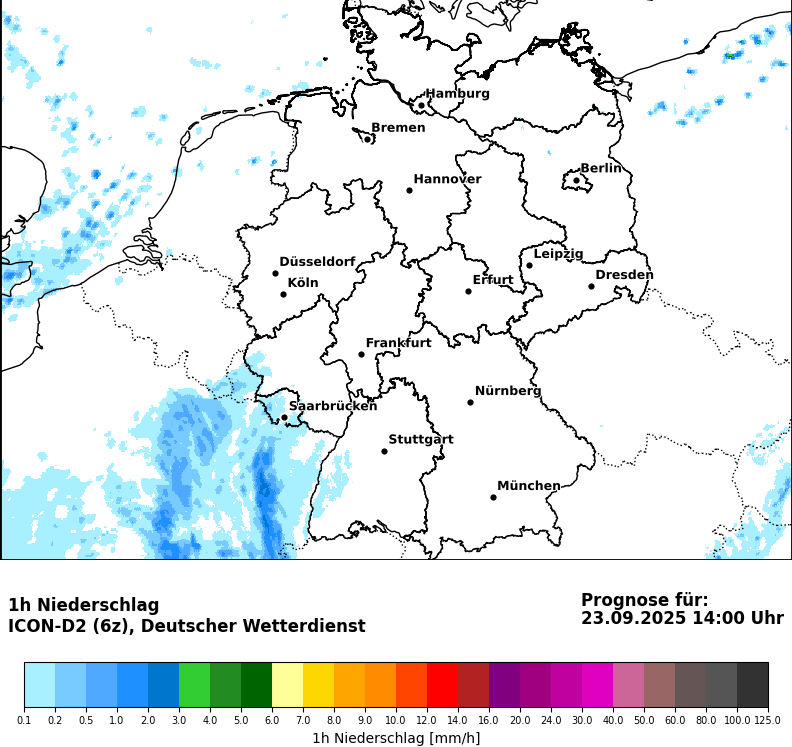 Hamburg
Bremen
Berlin
Hannover
Leipzig
Düsseldorf
Dresden
Köln
Erfurt
Frankfurt
Nürnberg
Saarbrücken
Stuttgart
München
1h Niederschlag
ICON-D2 (6z), Deutscher Wetterdienst
Prognose für:
23.09.2025 14:00 Uhr
0.1 0.2 0.5 1.0 2.0 3.0 4.0 5.0 6.0 7.0 8.0 9.0 10.0 12.0 14.0 16.0 20.0 24.0 30.0 40.0 50.0 60.0 80.0 100.0 125.0
1h Niederschlag [mm/h]